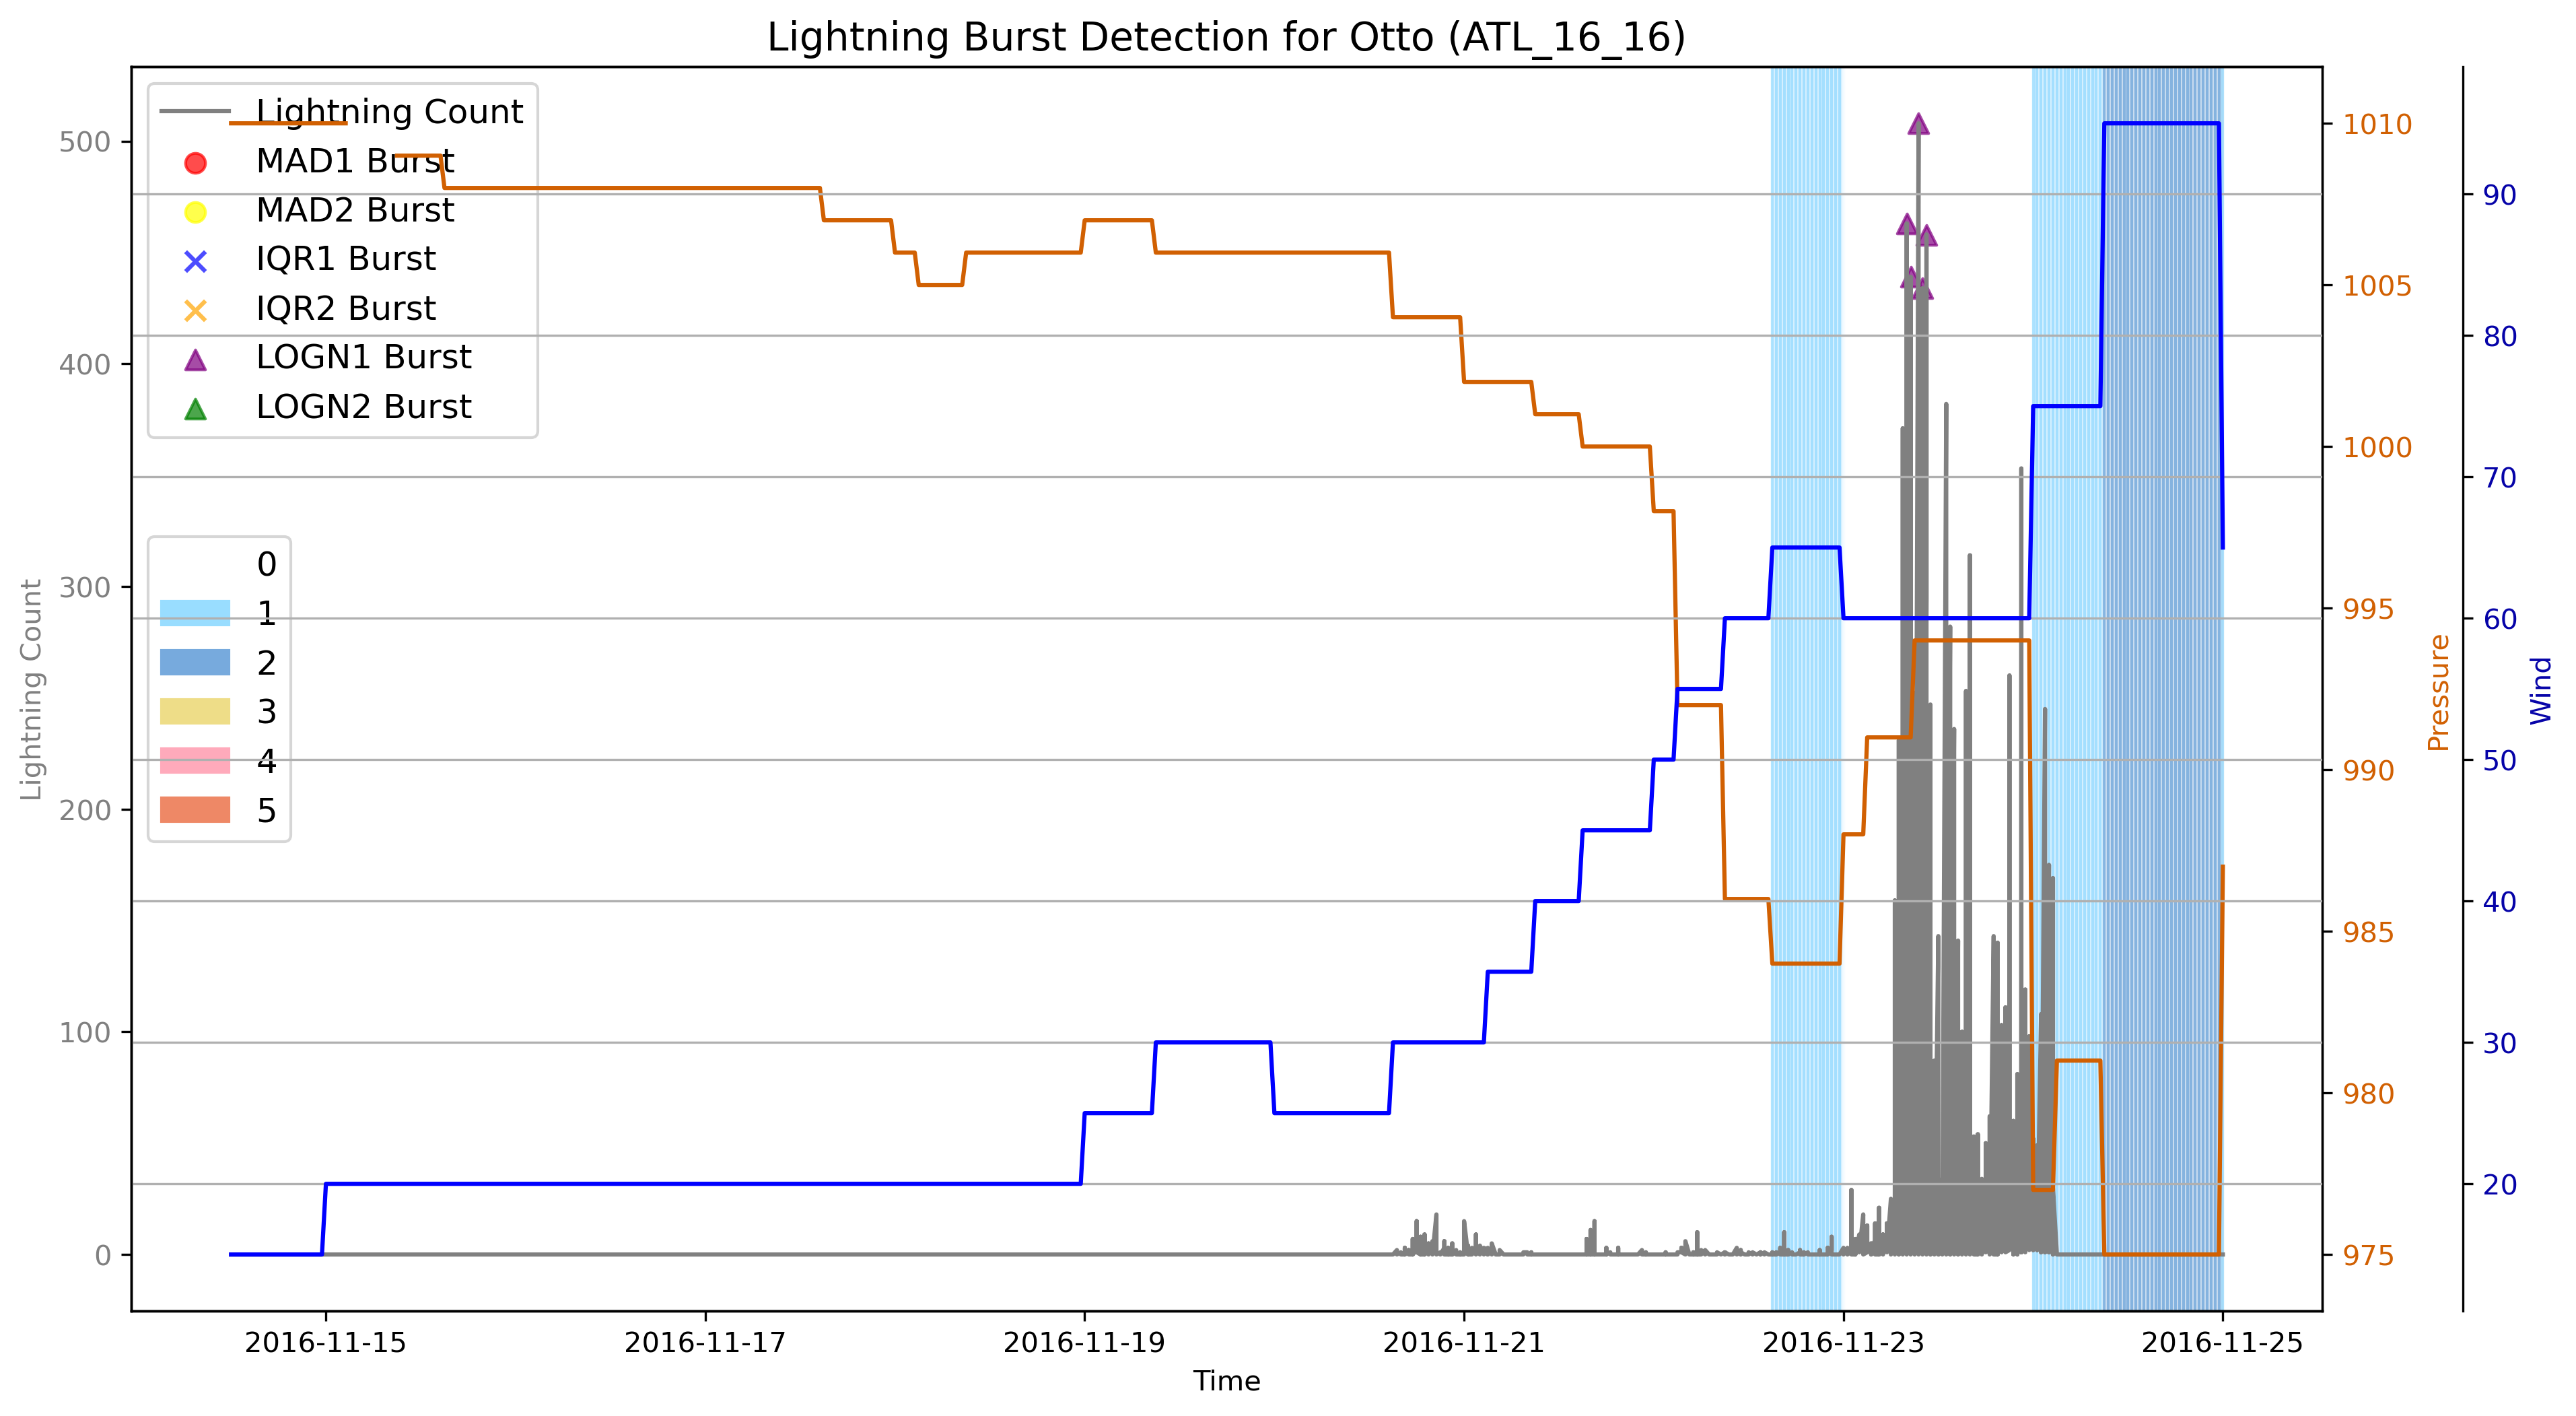 Lightning Burst Detection for Otto (ATL_16_16)
Lightning Count
MAD1 Burst
MAD2 Burst
IQR1 Burst
IQR2 Burst
LOGN1 Burst
LOGN2 Burst
0
1
2
3
4
5
Lightning Count
500
400
300
200
100
0
1010
1005
1000
995
990
985
980
975
Pressure
90
80
70
60
50
40
30
20
Wind
2016-11-15
2016-11-17
2016-11-19
2016-11-21
2016-11-23
2016-11-25
Time